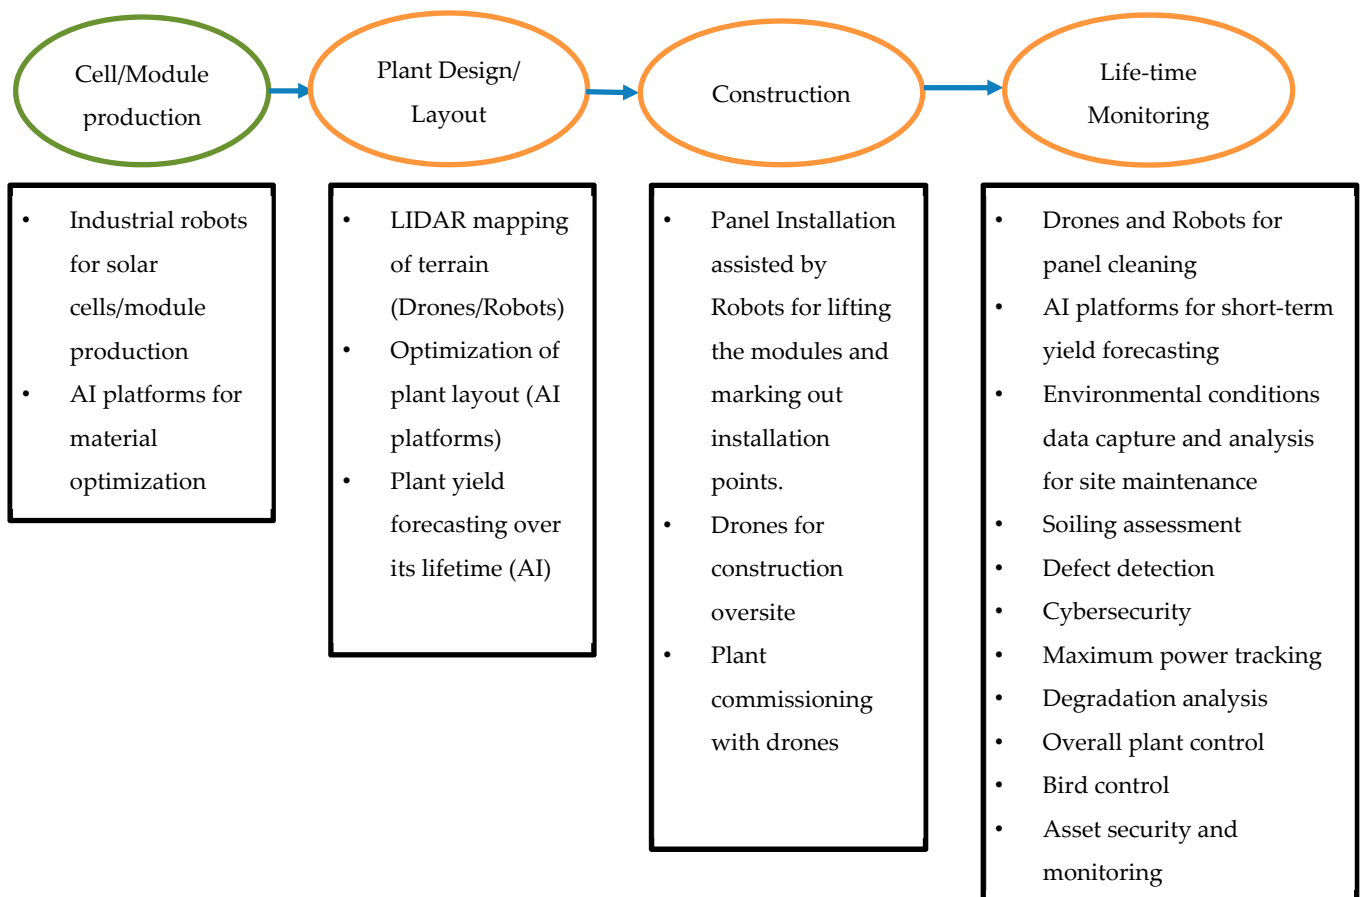 Cell/Module
production
Plant Design/
Layout
Construction
Life-time
Monitoring
• Industrial robots
for solar
cells/module
production
• AI platforms for
material
optimization
• LIDAR mapping
of terrain
(Drones/Robots)
• Optimization of
plant layout (AI
platforms)
• Plant yield
forecasting over
its lifetime (AI)
• Panel Installation
assisted by
Robots for lifting
the modules and
marking out
installation
points.
• Drones for
construction
oversite
• Plant
commissioning
with drones
• Drones and Robots for
panel cleaning
• AI platforms for short-term
yield forecasting
• Environmental conditions
data capture and analysis
for site maintenance
• Soiling assessment
• Defect detection
• Cybersecurity
• Maximum power tracking
• Degradation analysis
• Overall plant control
• Bird control
• Asset security and
monitoring